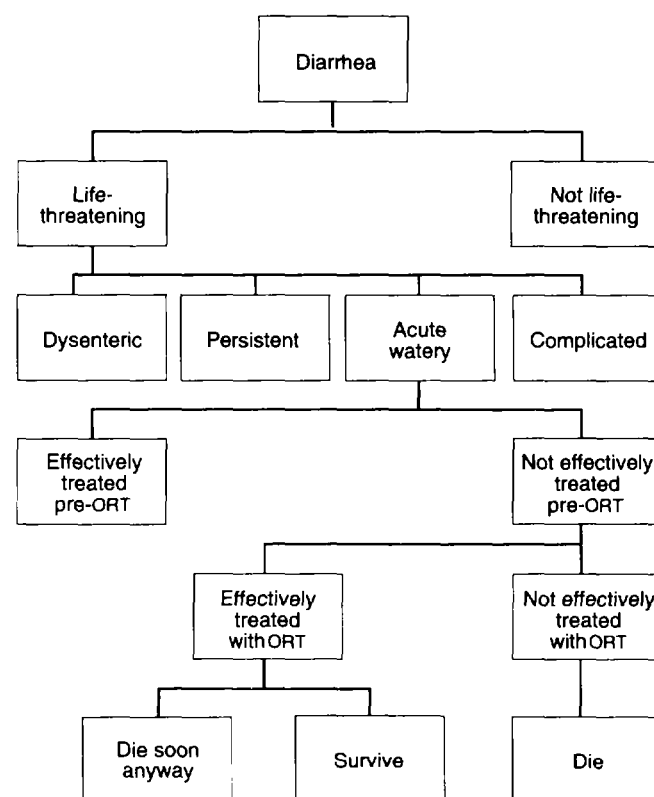 Diarrhea
Life-
threatening
Not life-
threatening
Dysenteric
Persistent
Acute
watery
Complicated
Effectively
treated
pre-ORT
Not effectively
treated
pre-ORT
Effectively
treated
with ORT
Not effectively
treated
with ORT
Die soon
anyway
Survive
Die